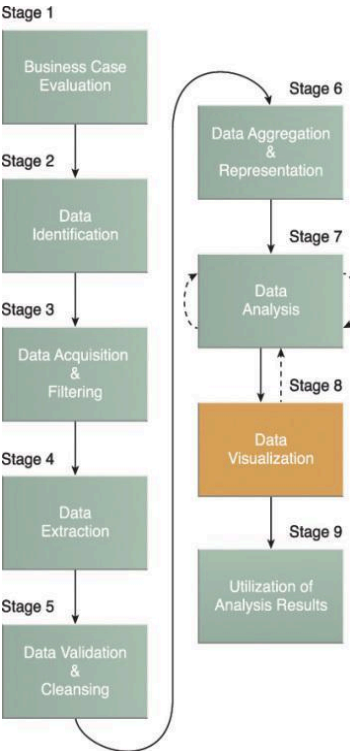 Stage 1
Business Case
Evaluation
Stage 2
Data
Identification
Stage 3
Data Acquisition
&
Filtering
Stage 4
Data
Extraction
Stage 5
Data Validation
&
Cleansing
Stage 6
Data Aggregation
&
Representation
Stage 7
Data
Analysis
Stage 8
Data
Visualization
Stage 9
Utilization of
Analysis Results